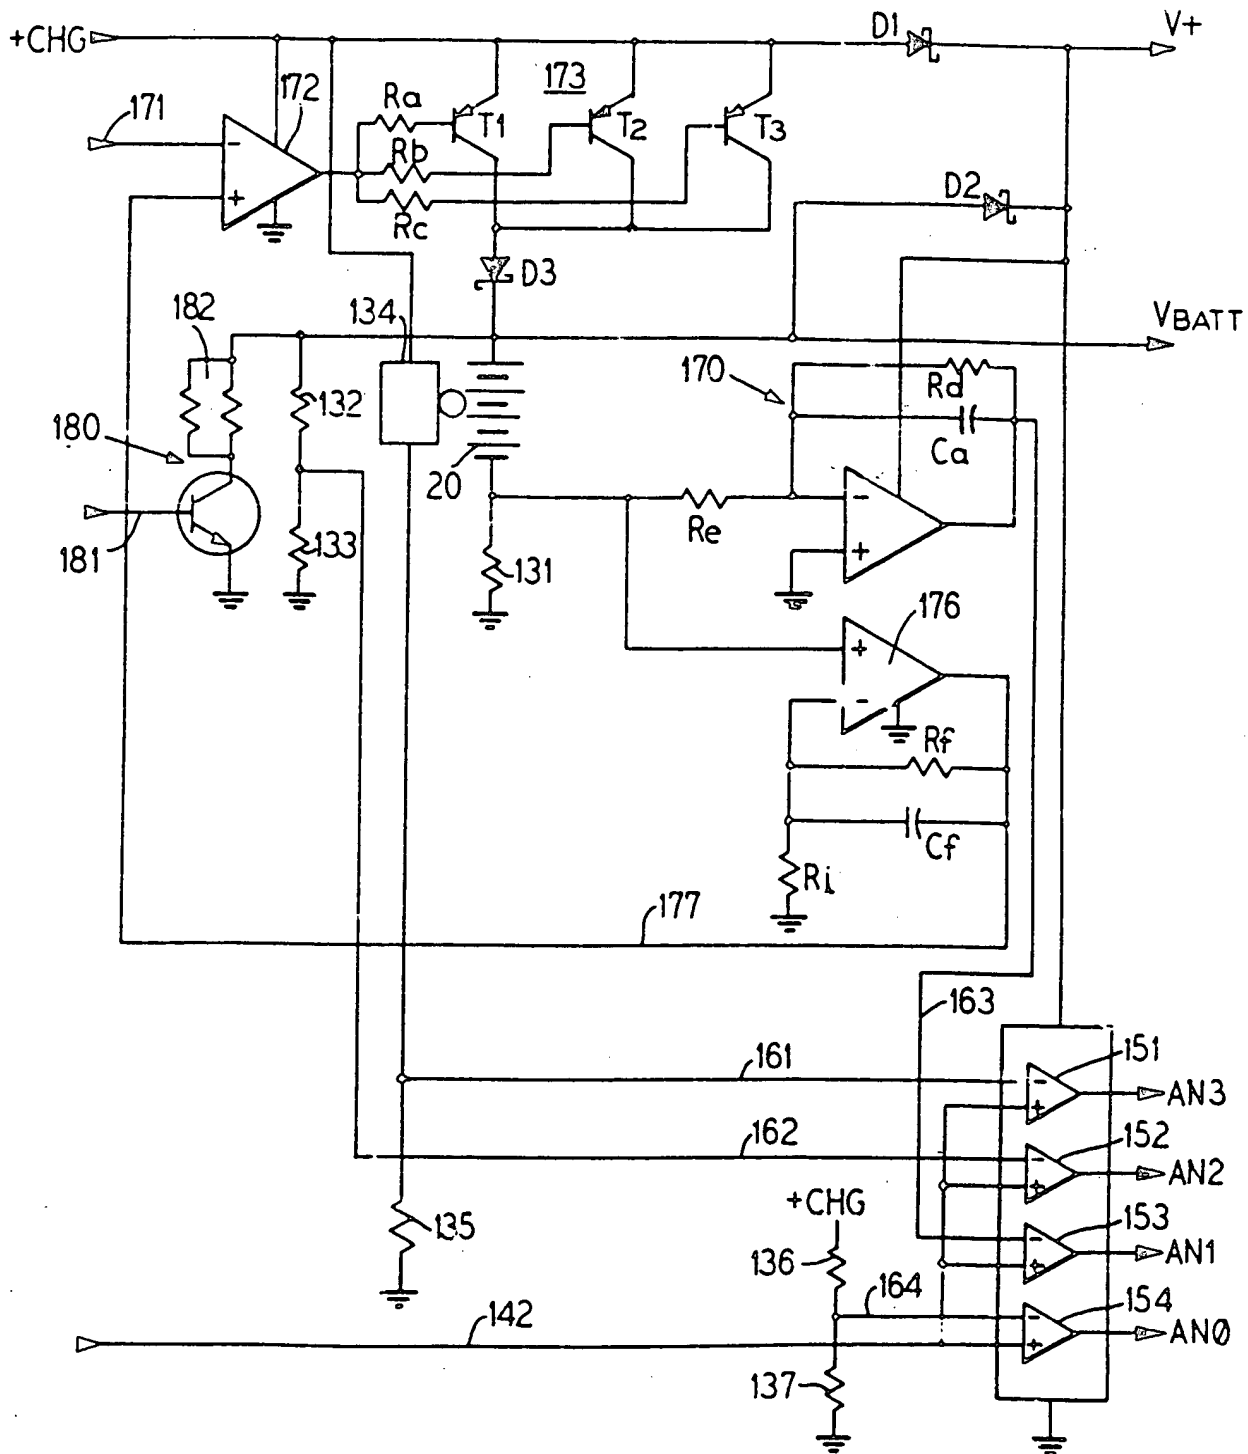 +CHG
D1
V+
171
172
Ra
173
T1
T2
T3
Rb
Rc
D2
D3
182
134
VBATT
132
170
Rd
Ca
180
20
Re
181
133
131
176
Rf
Cf
Ri
177
163
151
161
AN3
152
162
AN2
+CHG
153
135
136
AN1
164
154
142
AN0
137